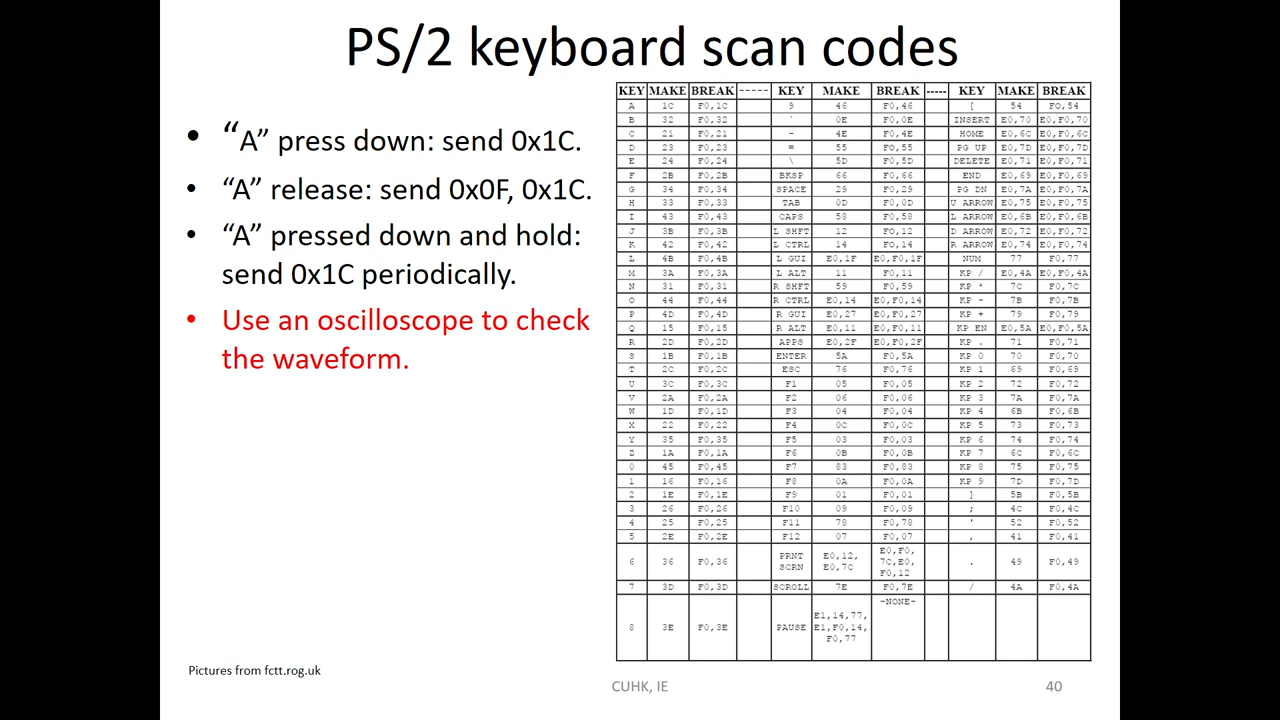 PS/2 keyboard scan codes
• “A” press down: send 0x1C.
• “A” release: send 0x0F, 0x1C.
• “A” pressed down and hold:
send 0x1C periodically.
• Use an oscilloscope to check
the waveform.
KEY MAKE BREAK ----- KEY MAKE BREAK ----- KEY MAKE BREAK
A 1C F0,1C 9 46 F0,46 [ 54 FO,54
B 32 F0,32 ` 0E F0,0E INSERT E0,70 E0,F0,70
C 21 F0,21 - 4E F0,4E HOME E0,6C E0,F0,6C
D 23 F0,23 = 55 FO,55 PG UP E0,7D E0,F0,7D
E 24 F0,24 \ 5D F0,5D DELETE E0,71 E0,F0,71
F 2B F0,2B BKSP 66 F0,66 END E0,69 E0,F0,69
G 34 F0,34 SPACE 29 F0,29 PG DN E0,7A E0,F0,7A
H 33 F0,33 TAB 0D F0,0D U ARROW E0,75 E0,F0,75
I 43 F0,43 CAPS 58 F0,58 L ARROW E0,6B E0,F0,6B
J 3B F0,3B L SHFT 12 FO,12 D ARROW E0,72 E0,F0,72
K 42 F0,42 L CTRL 14 FO,14 R ARROW E0,74 E0,F0,74
L 4B F0,4B L GUI E0,1F E0,F0,1F NUM 77 F0,77
M 3A F0,3A L ALT 11 F0,11 KP / E0,4A E0,F0,4A
N 31 F0,31 R SHFT 59 F0,59 KP * 7C F0,7C
O 44 F0,44 R CTRL E0,14 E0,F0,14 KP - 7B F0,7B
P 4D F0,4D R GUI E0,27 E0,F0,27 KP + 79 F0,79
Q 15 F0,15 R ALT E0,11 E0,F0,11 KP EN E0,5A E0,F0,5A
R 2D F0,2D APPS E0,2F E0,F0,2F KP . 71 F0,71
S 1B F0,1B ENTER 5A F0,5A KP 0 70 F0,70
T 2C F0,2C ESC 76 F0,76 KP 1 69 F0,69
U 3C F0,3C F1 05 F0,05 KP 2 72 F0,72
V 2A F0,2A F2 06 F0,06 KP 3 7A F0,7A
W 1D F0,1D F3 04 F0,04 KP 4 6B F0,6B
X 22 F0,22 F4 0C F0,0C KP 5 73 F0,73
Y 35 F0,35 F5 03 F0,03 KP 6 74 F0,74
Z 1A F0,1A F6 0B F0,0B KP 7 6C F0,6C
0 45 F0,45 F7 83 F0,83 KP 8 75 F0,75
1 16 F0,16 F8 0A F0,0A KP 9 7D F0,7D
2 1E F0,1E F9 01 F0,01 ] 5B F0,5B
3 26 F0,26 F10 09 F0,09 ; 4C F0,4C
4 25 F0,25 F11 78 F0,78 ' 52 F0,52
5 2E F0,2E F12 07 F0,07 , 41 F0,41
6 36 F0,36 PRNT SCRN E0,12, E0,7C E0,F0, 7C,E0, F0,12 . 49 F0,49
7 3D F0,3D SCROLL 7E F0,7E / 4A F0,4A
8 3E F0,3E PAUSE E1,14,77, E1,F0,14, F0,77 -NONE-
Pictures from fctt.rog.uk
CUHK, IE
40